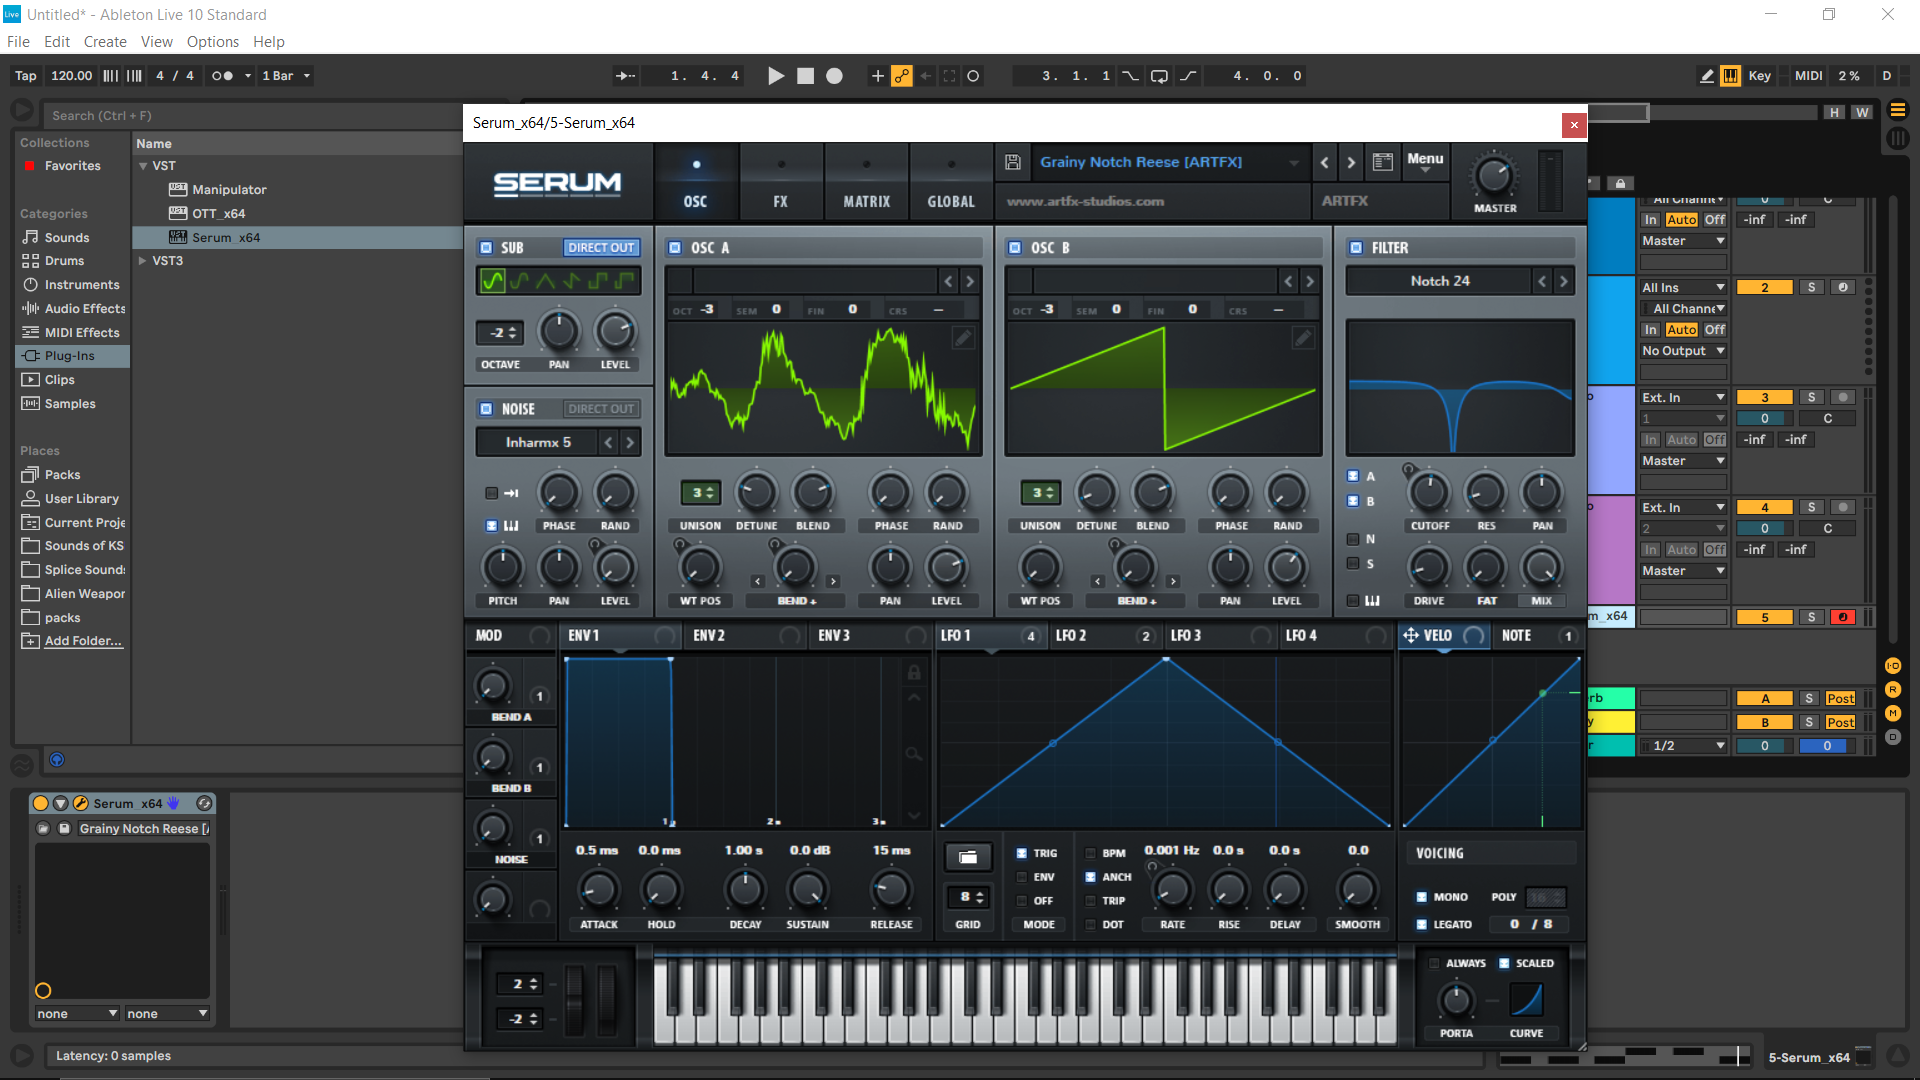 Live Untitled* - Ableton Live 10 Standard
File Edit Create View Options Help
Tap 120.00 4 / 4 1 Bar 1. 4. 4 3. 1. 1 4. 0. 0 Key MIDI 2 % D
Search (Ctrl + F)
Collections
Favorites
Categories
Sounds
Drums
Instruments
Audio Effects
MIDI Effects
Plug-Ins
Clips
Samples
Places
Packs
User Library
Current Proje
Sounds of KS
Splice Sounds
Alien Weapor
packs
Add Folder...
Name
VST
Manipulator
OTT_x64
Serum_x64
VST3
Serum_x64/5-Serum_x64
SERUM
OSC FX MATRIX GLOBAL
Grainy Notch Reese [ARTFX] Menu
www.artfx-studios.com ARTFX MASTER
SUB DIRECT OUT
-2
OCTAVE PAN LEVEL
NOISE DIRECT OUT
Inharmx 5
PHASE RAND
PITCH PAN LEVEL
OSC A
OCT -3 SEM 0 FIN 0 CRS --
3
UNISON DETUNE BLEND PHASE RAND
WT POS BEND + PAN LEVEL
OSC B
OCT -3 SEM 0 FIN 0 CRS --
3
UNISON DETUNE BLEND PHASE RAND
WT POS BEND + PAN LEVEL
FILTER
Notch 24
A
B
N
S
CUTOFF RES PAN
DRIVE FAT MIX
MOD ENV 1 ENV 2 ENV 3 LFO 1 4 LFO 2 2 LFO 3 LFO 4 VELO NOTE 1
1
BEND A
1
BEND B
1
NOISE
1 2 3
0.5 ms 0.0 ms 1.00 s 0.0 dB 15 ms
ATTACK HOLD DECAY SUSTAIN RELEASE
8
GRID
TRIG
ENV
OFF
MODE
BPM
ANCH
TRIP
DOT
0.001 Hz 0.0 s 0.0 s 0.0
RATE RISE DELAY SMOOTH
VOICING
MONO POLY 16
LEGATO 0 / 8
2
-2
ALWAYS SCALED
PORTA CURVE
H W
All Channe 0 C
In Auto Off -inf -inf
Master
All Ins 2 S
All Channe
In Auto Off
No Output
Ext. In 3 S
1 0 C
In Auto Off -inf -inf
Master
Ext. In 4 S
2 0 C
In Auto Off -inf -inf
Master
m_x64 5 S
rb A S Post
y B S Post
r 1/2 0 0
I·O
R
M
D
Serum_x64
Grainy Notch Reese [A
none none
Latency: 0 samples
5-Serum_x64